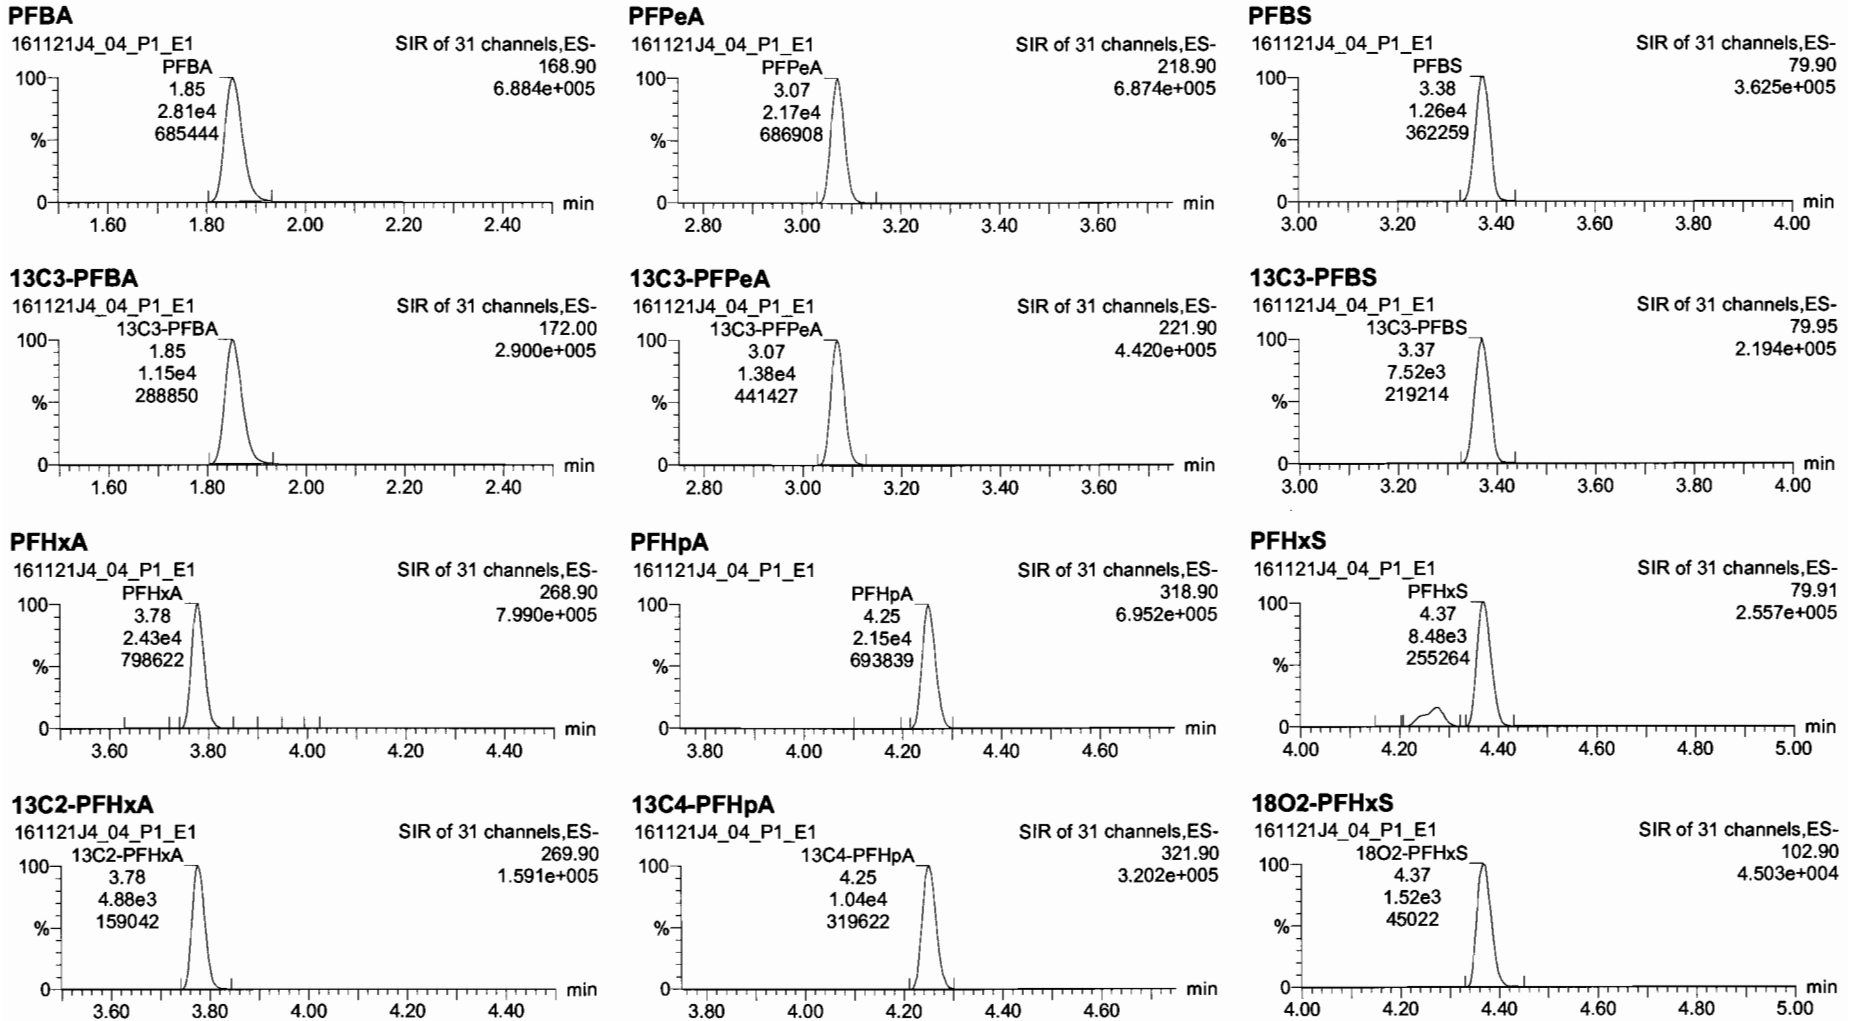 PFBA
161121J4_04_P1_E1 SIR of 31 channels,ES-
PFBA 168.90
1.85 6.884e+005
2.81e4
685444
100
%
0
min
1.60 1.80 2.00 2.20 2.40
PFPeA
161121J4_04_P1_E1 SIR of 31 channels,ES-
PFPeA 218.90
3.07 6.874e+005
2.17e4
686908
100
%
0
min
2.80 3.00 3.20 3.40 3.60
PFBS
161121J4_04_P1_E1 SIR of 31 channels,ES-
PFBS 79.90
3.38 3.625e+005
1.26e4
362259
100
%
0
min
3.00 3.20 3.40 3.60 3.80 4.00
13C3-PFBA
161121J4_04_P1_E1 SIR of 31 channels,ES-
13C3-PFBA 172.00
1.85 2.900e+005
1.15e4
288850
100
%
0
min
1.60 1.80 2.00 2.20 2.40
13C3-PFPeA
161121J4_04_P1_E1 SIR of 31 channels,ES-
13C3-PFPeA 221.90
3.07 4.420e+005
1.38e4
441427
100
%
0
min
2.80 3.00 3.20 3.40 3.60
13C3-PFBS
161121J4_04_P1_E1 SIR of 31 channels,ES-
13C3-PFBS 79.95
3.37 2.194e+005
7.52e3
219214
100
%
0
min
3.00 3.20 3.40 3.60 3.80 4.00
PFHxA
161121J4_04_P1_E1 SIR of 31 channels,ES-
PFHxA 268.90
3.78 7.990e+005
2.43e4
798622
100
%
0
min
3.60 3.80 4.00 4.20 4.40
PFHpA
161121J4_04_P1_E1 SIR of 31 channels,ES-
PFHpA 318.90
4.25 6.952e+005
2.15e4
693839
100
%
0
min
3.80 4.00 4.20 4.40 4.60
PFHxS
161121J4_04_P1_E1 SIR of 31 channels,ES-
PFHxS 79.91
4.37 2.557e+005
8.48e3
255264
100
%
0
min
4.00 4.20 4.40 4.60 4.80 5.00
13C2-PFHxA
161121J4_04_P1_E1 SIR of 31 channels,ES-
13C2-PFHxA 269.90
3.78 1.591e+005
4.88e3
159042
100
%
0
min
3.60 3.80 4.00 4.20 4.40
13C4-PFHpA
161121J4_04_P1_E1 SIR of 31 channels,ES-
13C4-PFHpA 321.90
4.25 3.202e+005
1.04e4
319622
100
%
0
min
3.80 4.00 4.20 4.40 4.60
18O2-PFHxS
161121J4_04_P1_E1 SIR of 31 channels,ES-
18O2-PFHxS 102.90
4.37 4.503e+004
1.52e3
45022
100
%
0
min
4.00 4.20 4.40 4.60 4.80 5.00